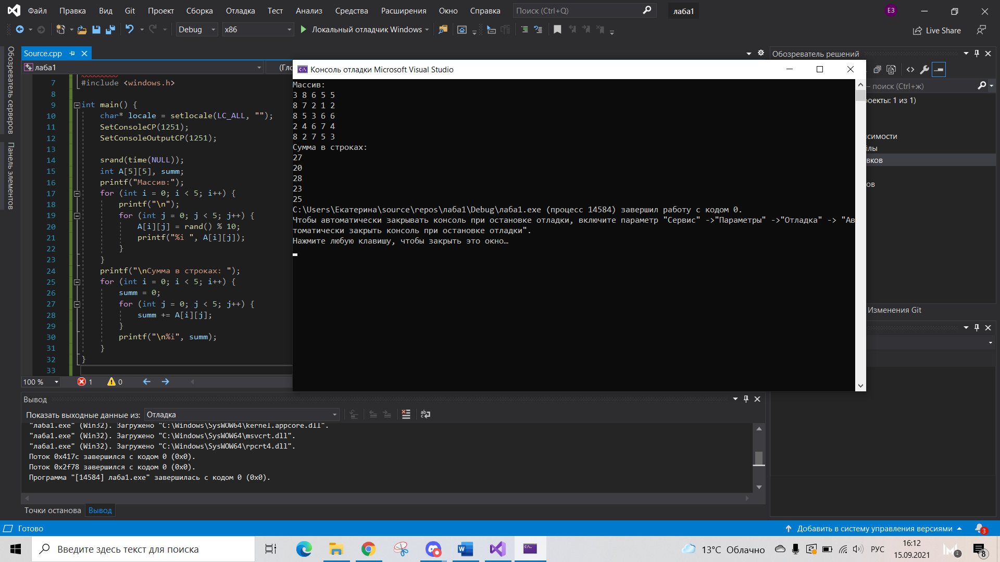 Файл Правка Вид Git Проект Сборка Отладка Тест Анализ Средства Расширения Окно Справка Поиск (Ctrl+Q) лаба1 ЕЗ
Debug x86 Локальный отладчик Windows Live Share
Обозреватель серверов
Панель элементов
Source.cpp
лаба1 (Гло
7 #include <windows.h>
8
9 int main() {
10 char* locale = setlocale(LC_ALL, "");
11 SetConsoleCP(1251);
12 SetConsoleOutputCP(1251);
13
14 srand(time(NULL));
15 int A[5][5], summ;
16 printf("Массив:");
17 for (int i = 0; i < 5; i++) {
18 printf("\n");
19 for (int j = 0; j < 5; j++) {
20 A[i][j] = rand() % 10;
21 printf("%i ", A[i][j]);
22 }
23 }
24 printf("\nСумма в строках: ");
25 for (int i = 0; i < 5; i++) {
26 summ = 0;
27 for (int j = 0; j < 5; j++) {
28 summ += A[i][j];
29 }
30 printf("\n%i", summ);
31 }
32 }
33
100 % 1 0
Консоль отладки Microsoft Visual Studio
Массив:
3 8 6 5 5
8 7 2 1 2
8 5 3 6 6
2 4 6 7 4
8 2 7 5 3
Сумма в строках:
27
20
28
23
25
C:\Users\Екатерина\source\repos\лаба1\Debug\лаба1.exe (процесс 14584) завершил работу с кодом 0.
Чтобы автоматически закрывать консоль при остановке отладки, включите параметр "Сервис" ->"Параметры" ->"Отладка" -> "Ав
томатически закрыть консоль при остановке отладки".
Нажмите любую клавишу, чтобы закрыть это окно…
Обозреватель решений
– поиск (Ctrl+ж)
роекты: 1 из 1)
симости
йлы
вков
ов
Изменения Git
Вывод
Показать выходные данные из: Отладка
"лаба1.exe" (Win32). Загружено "C:\Windows\SysWOW64\kernel.appcore.dll".
"лаба1.exe" (Win32). Загружено "C:\Windows\SysWOW64\msvcrt.dll".
"лаба1.exe" (Win32). Загружено "C:\Windows\SysWOW64\rpcrt4.dll".
Поток 0x417c завершился с кодом 0 (0x0).
Поток 0x2f78 завершился с кодом 0 (0x0).
Программа "[14584] лаба1.exe" завершилась с кодом 0 (0x0).
Точки останова Вывод
Готово Добавить в систему управления версиями 3
Введите здесь текст для поиска 13°C Облачно РУС 16:12 3 8
15.09.2021